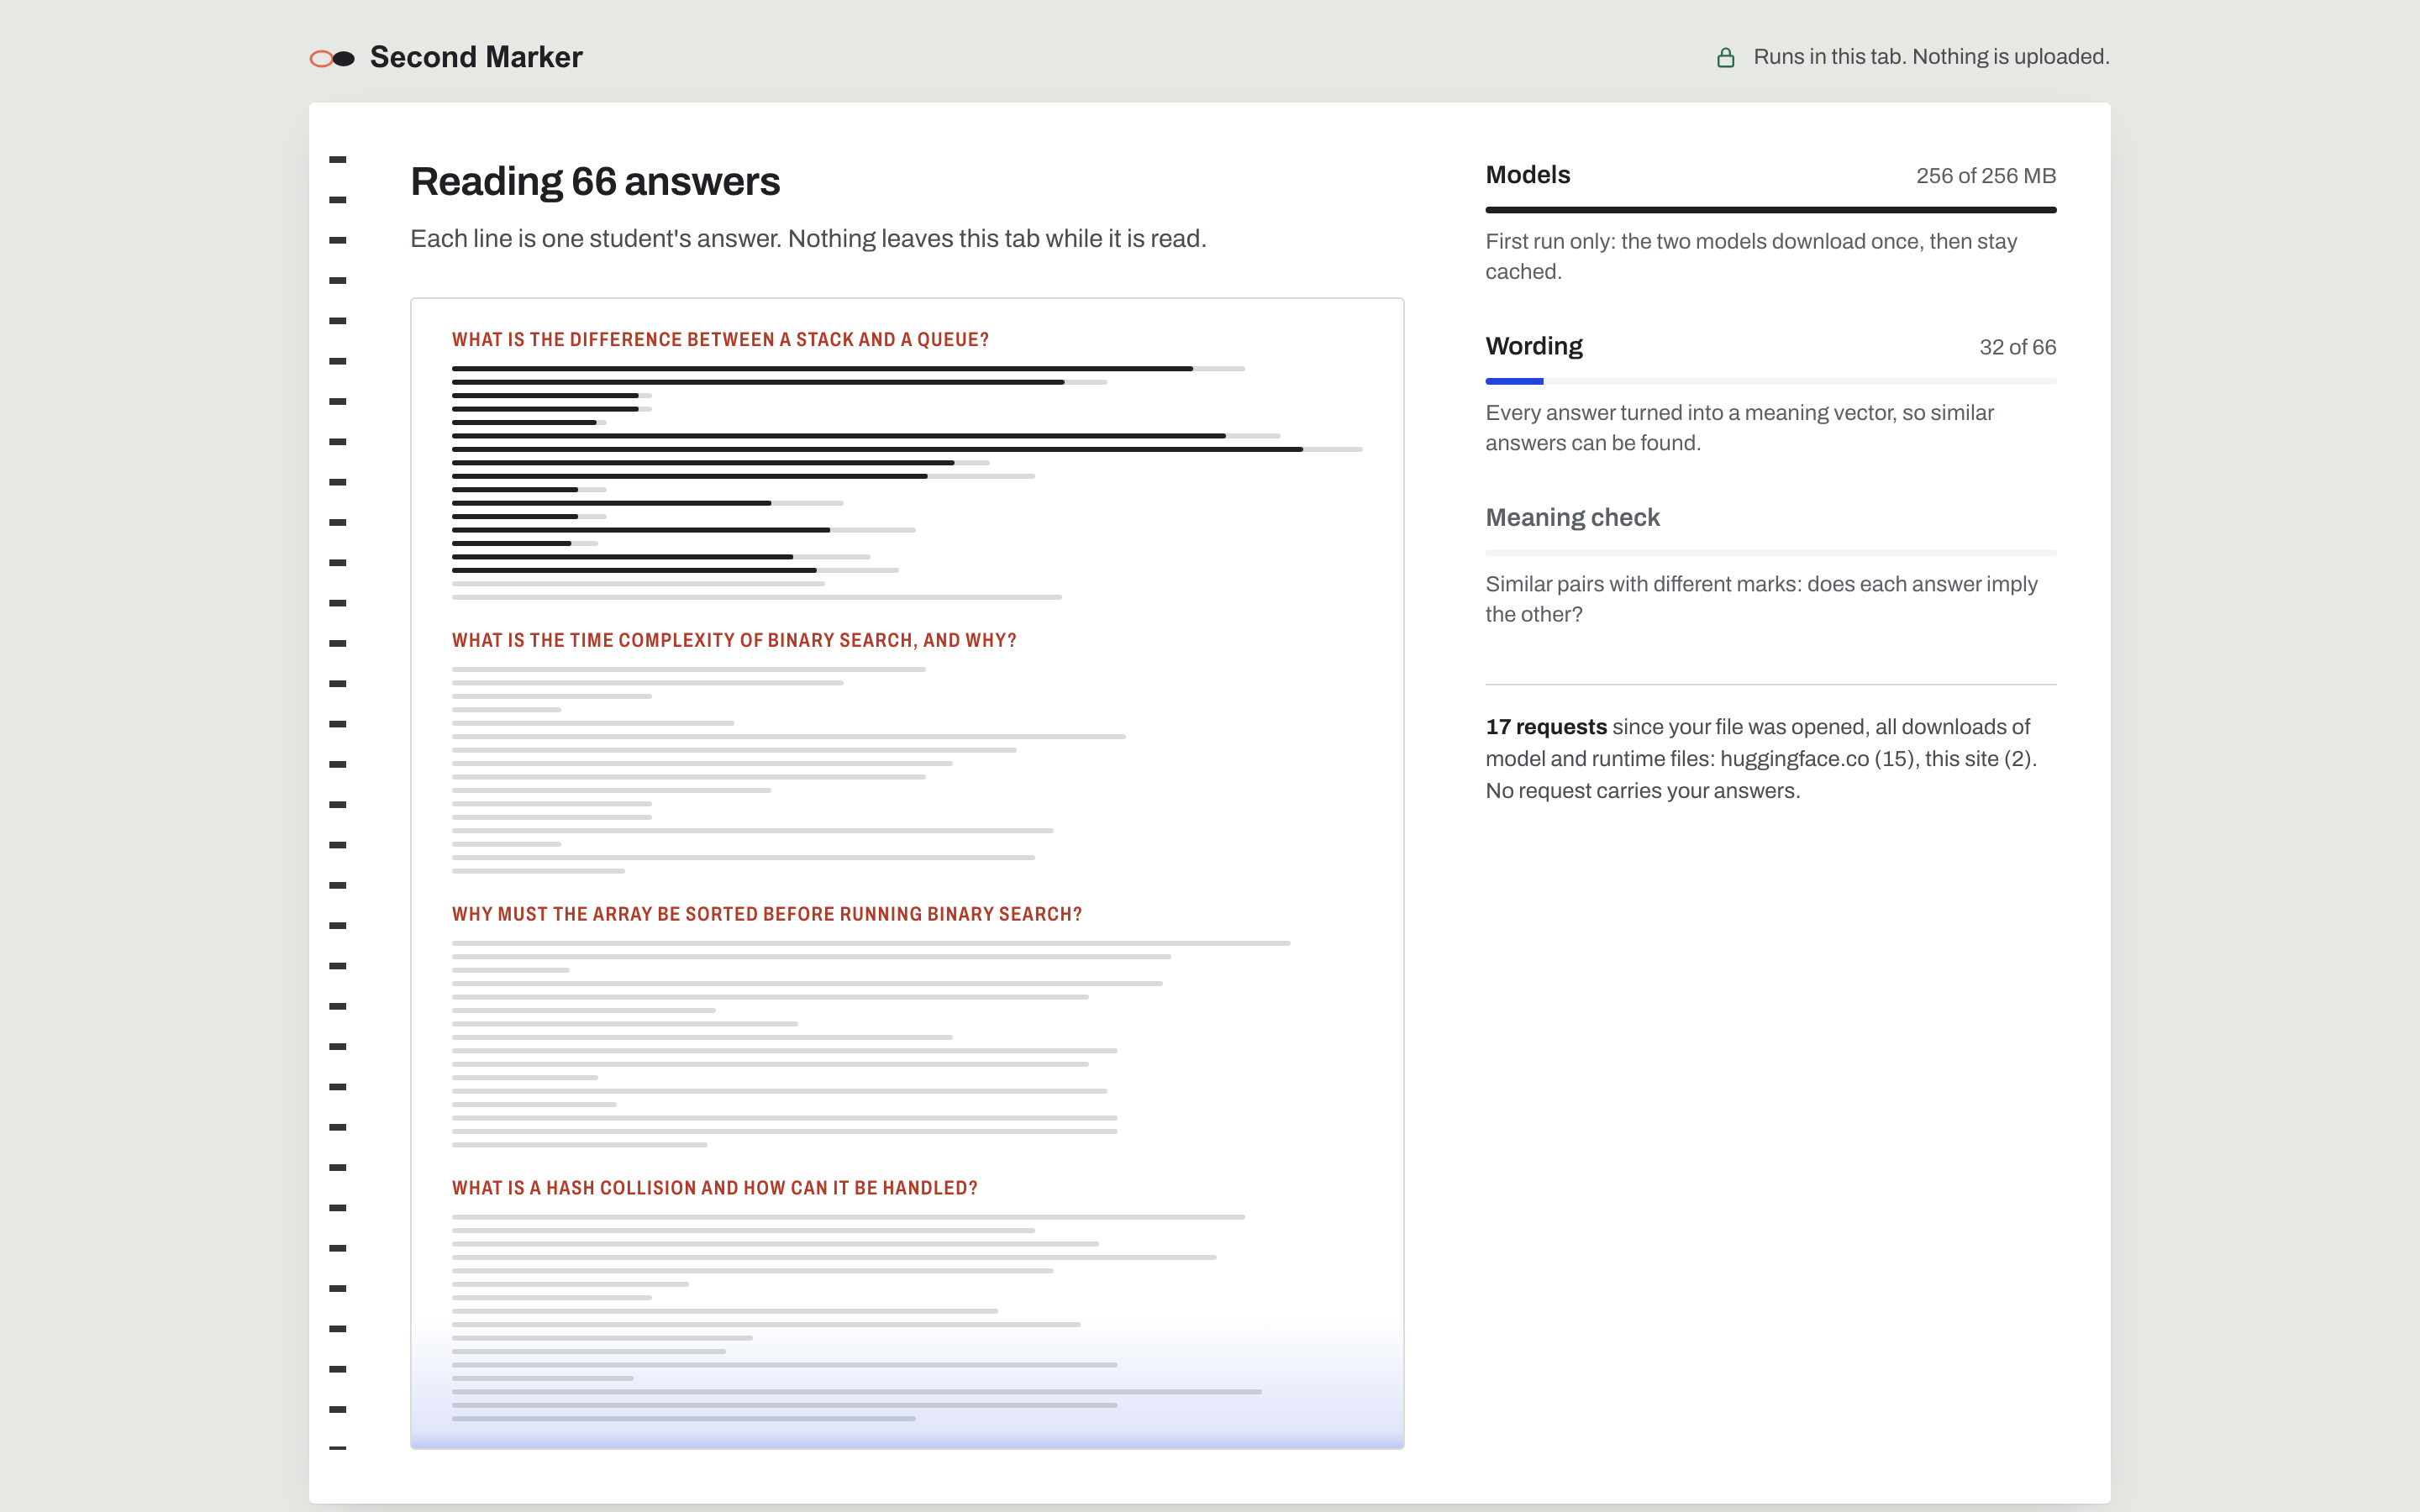 Second Marker
Runs in this tab. Nothing is uploaded.
Reading 66 answers
Each line is one student's answer. Nothing leaves this tab while it is read.
WHAT IS THE DIFFERENCE BETWEEN A STACK AND A QUEUE?
WHAT IS THE TIME COMPLEXITY OF BINARY SEARCH, AND WHY?
WHY MUST THE ARRAY BE SORTED BEFORE RUNNING BINARY SEARCH?
WHAT IS A HASH COLLISION AND HOW CAN IT BE HANDLED?
Models
256 of 256 MB
First run only: the two models download once, then stay
cached.
Wording
32 of 66
Every answer turned into a meaning vector, so similar
answers can be found.
Meaning check
Similar pairs with different marks: does each answer imply
the other?
17 requests since your file was opened, all downloads of
model and runtime files: huggingface.co (15), this site (2).
No request carries your answers.